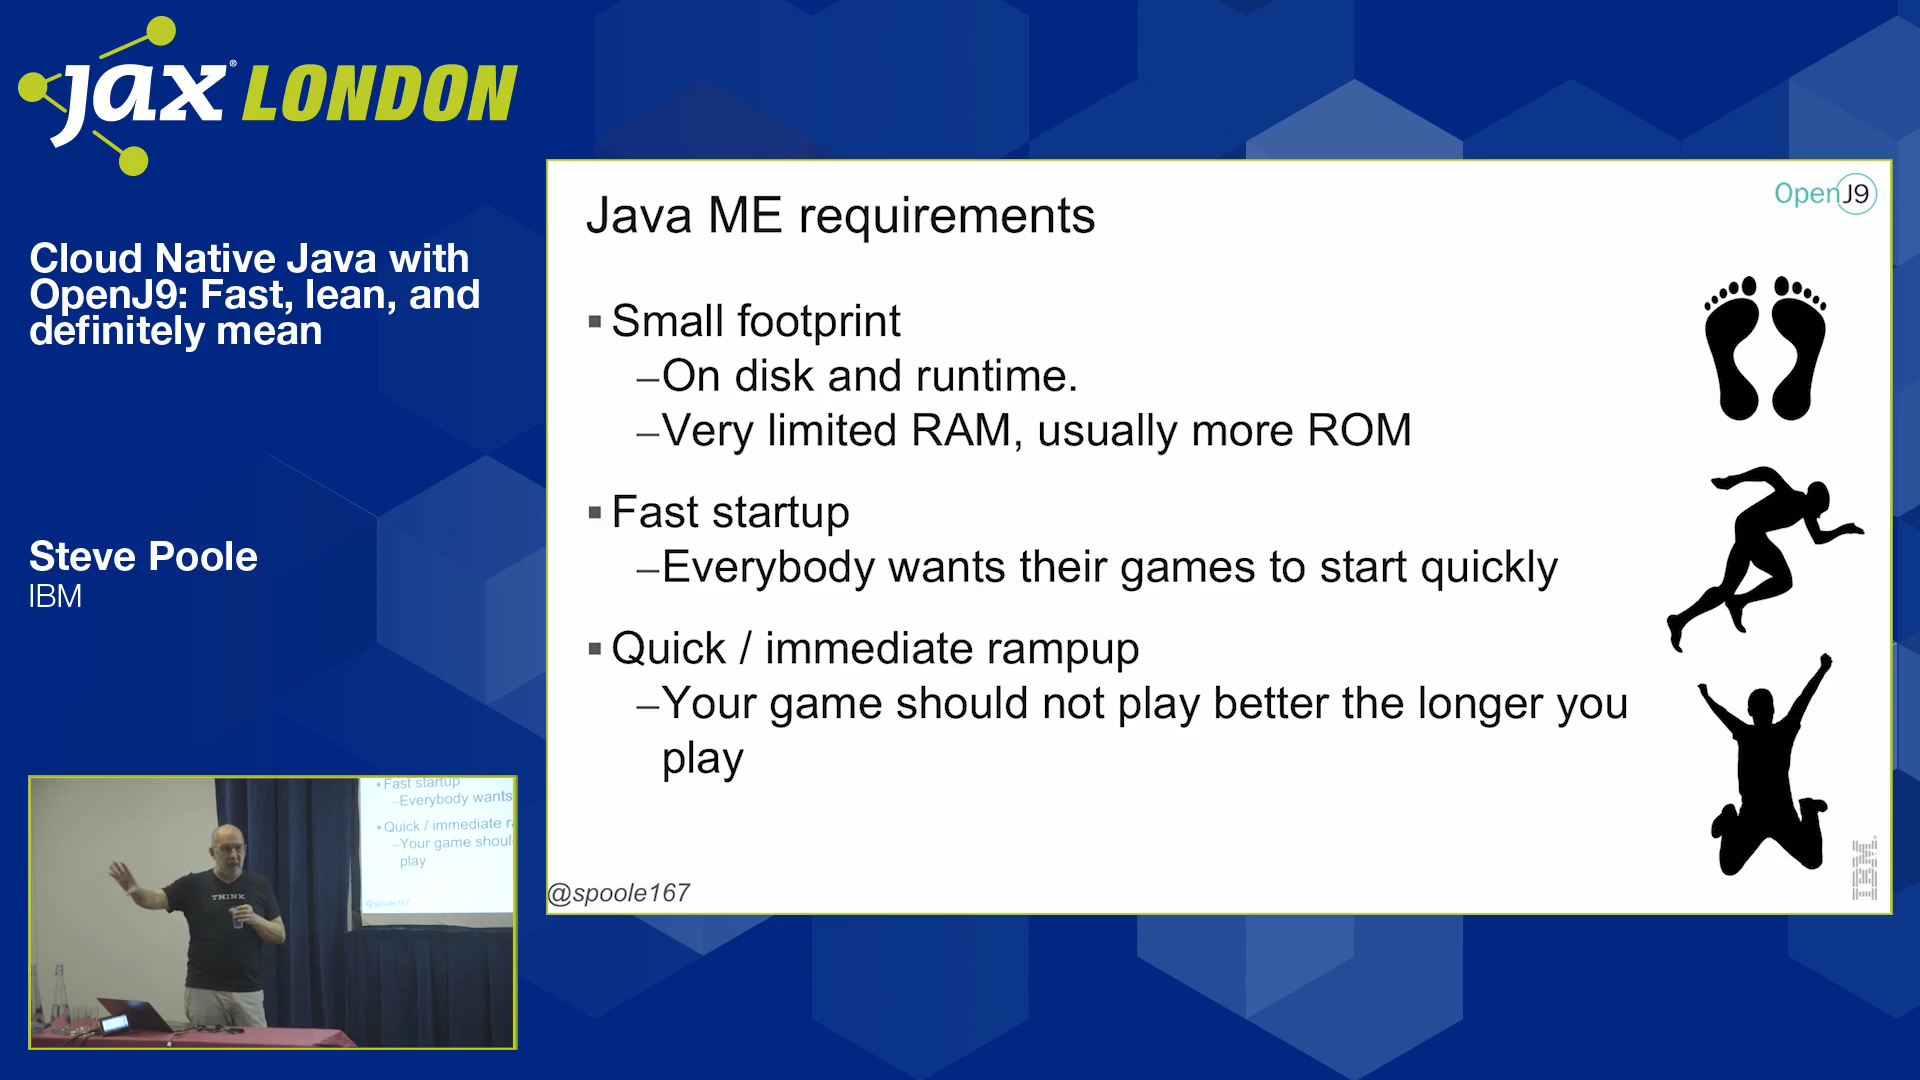 jax® LONDON
Cloud Native Java with
OpenJ9: Fast, lean, and
definitely mean
Steve Poole
IBM
Java ME requirements
OpenJ9
▪ Small footprint
–On disk and runtime.
–Very limited RAM, usually more ROM
▪ Fast startup
–Everybody wants their games to start quickly
▪ Quick / immediate rampup
–Your game should not play better the longer you
play
@spoole167
IBM
▪ Fast startup
–Everybody wants
▪ Quick / immediate
–Your game
play
@spoole167
THINK